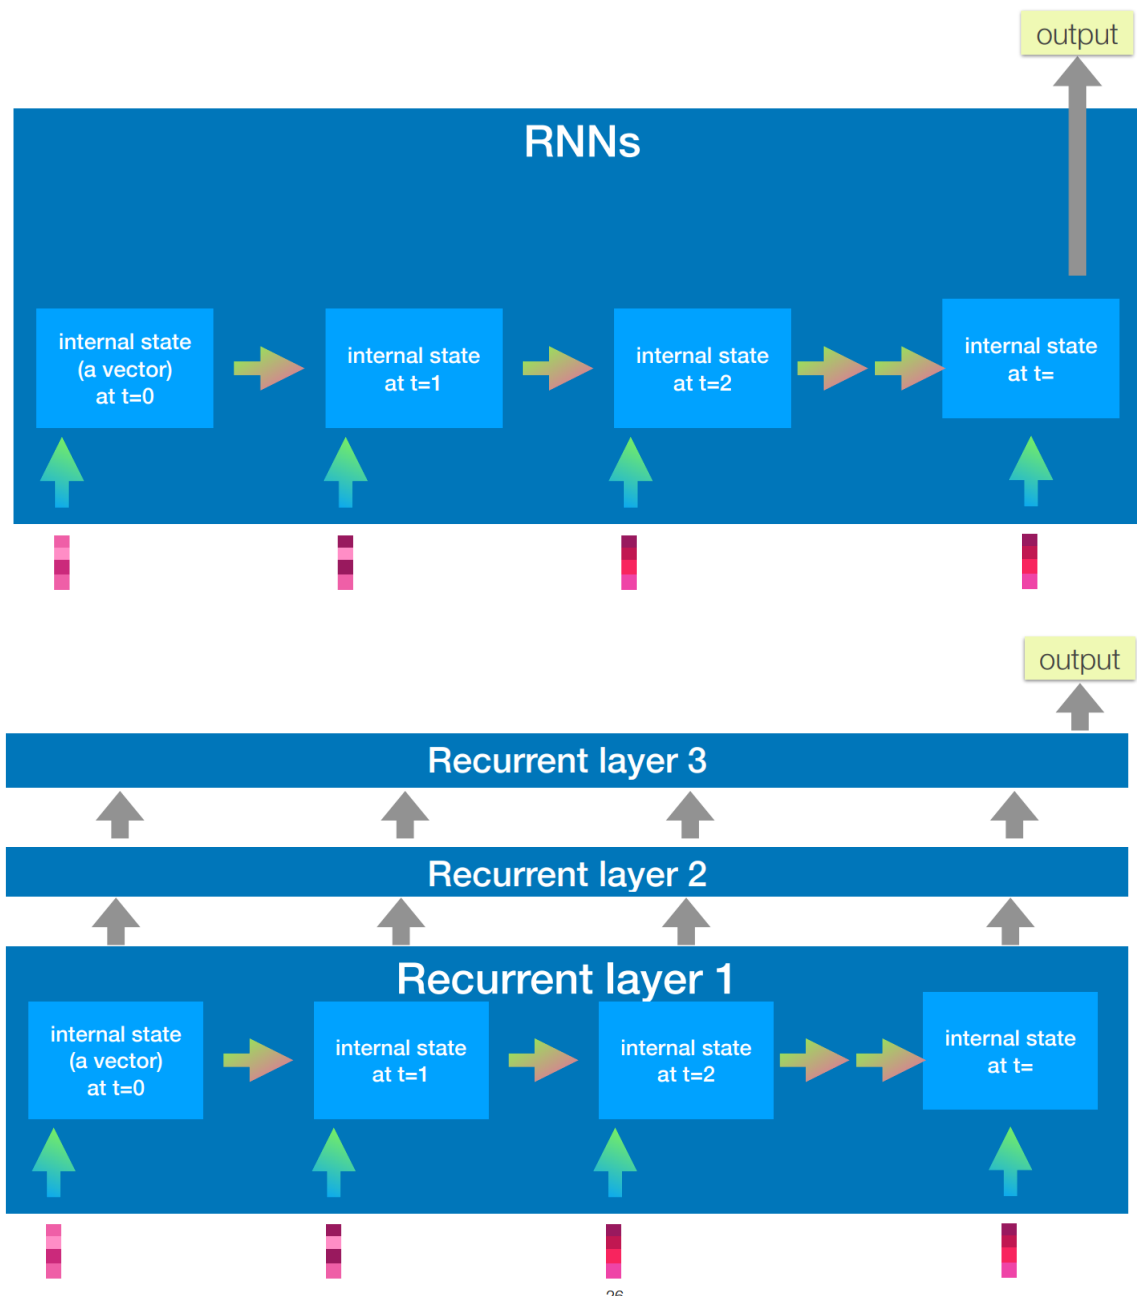 output
RNNs
internal state
(a vector)
at t=0
internal state
at t=1
internal state
at t=2
internal state
at t=
output
Recurrent layer 3
Recurrent layer 2
Recurrent layer 1
internal state
(a vector)
at t=0
internal state
at t=1
internal state
at t=2
internal state
at t=
26